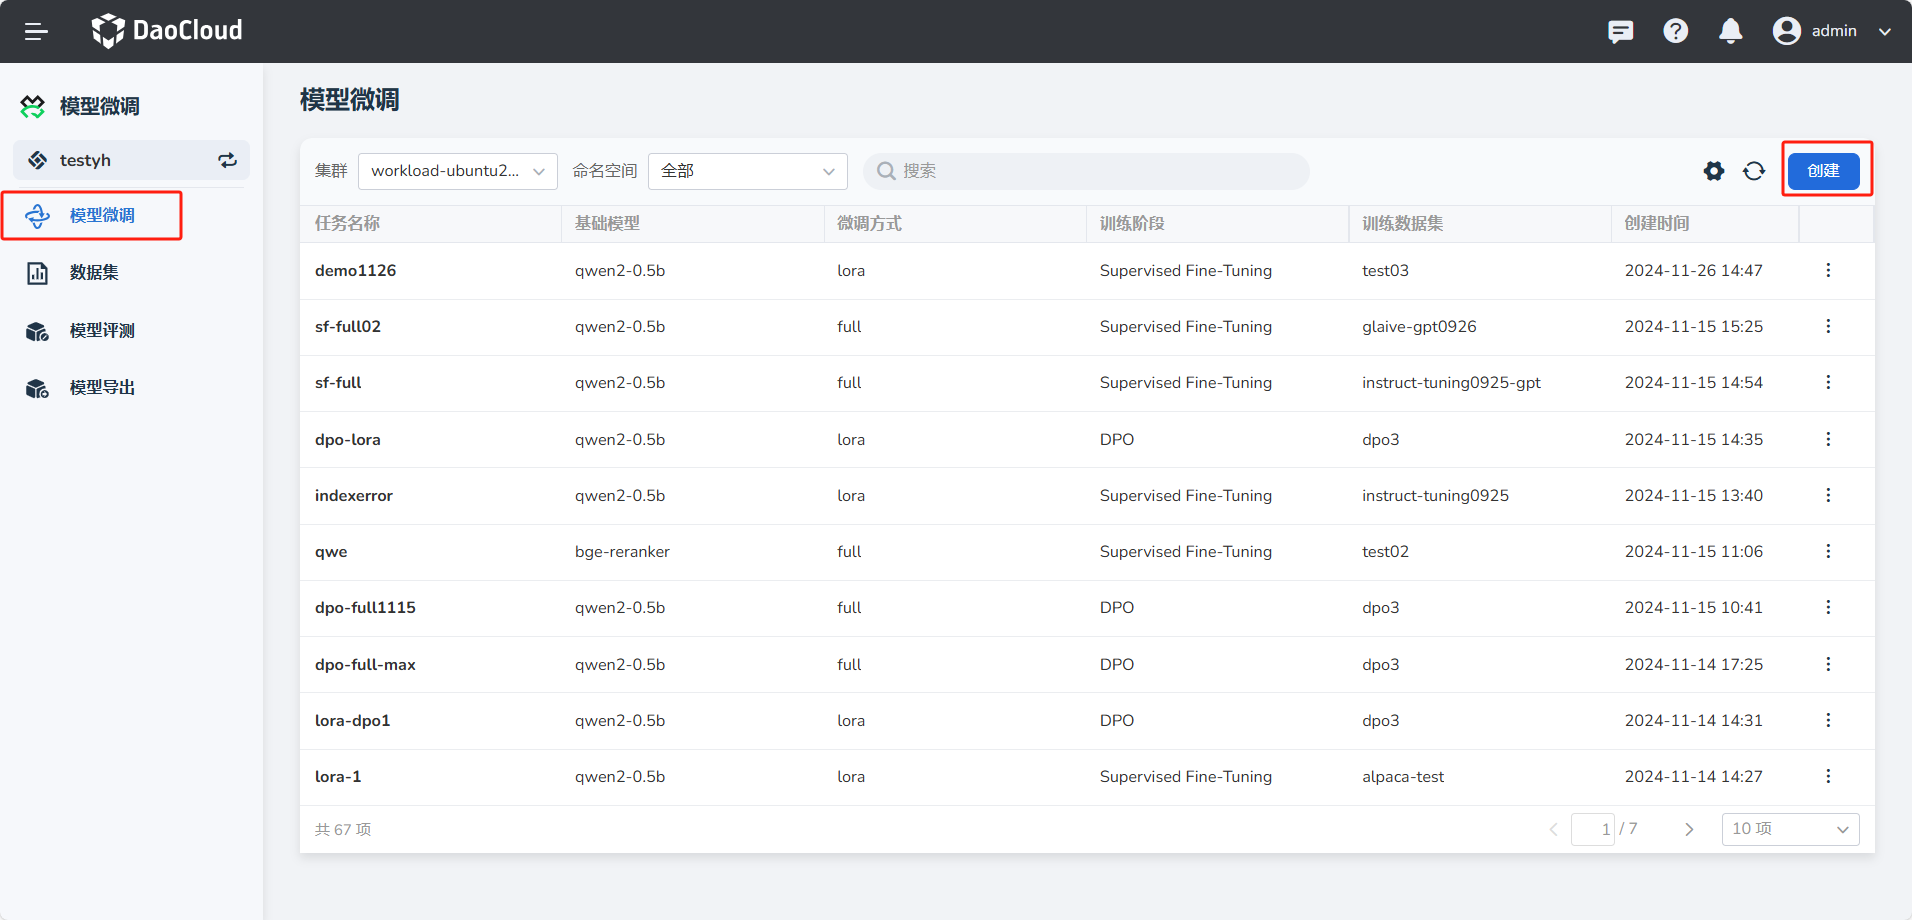 DaoCloud
admin
模型微调
testyh
模型微调
数据集
模型评测
模型导出
模型微调
集群 workload-ubuntu2... 命名空间 全部 搜索 创建
任务名称 基础模型 微调方式 训练阶段 训练数据集 创建时间
demo1126 qwen2-0.5b lora Supervised Fine-Tuning test03 2024-11-26 14:47
sf-full02 qwen2-0.5b full Supervised Fine-Tuning glaive-gpt0926 2024-11-15 15:25
sf-full qwen2-0.5b full Supervised Fine-Tuning instruct-tuning0925-gpt 2024-11-15 14:54
dpo-lora qwen2-0.5b lora DPO dpo3 2024-11-15 14:35
indexerror qwen2-0.5b lora Supervised Fine-Tuning instruct-tuning0925 2024-11-15 13:40
qwe bge-reranker full Supervised Fine-Tuning test02 2024-11-15 11:06
dpo-full1115 qwen2-0.5b full DPO dpo3 2024-11-15 10:41
dpo-full-max qwen2-0.5b full DPO dpo3 2024-11-14 17:25
lora-dpo1 qwen2-0.5b lora DPO dpo3 2024-11-14 14:31
lora-1 qwen2-0.5b lora Supervised Fine-Tuning alpaca-test 2024-11-14 14:27
共 67 项 1 / 7 10 项